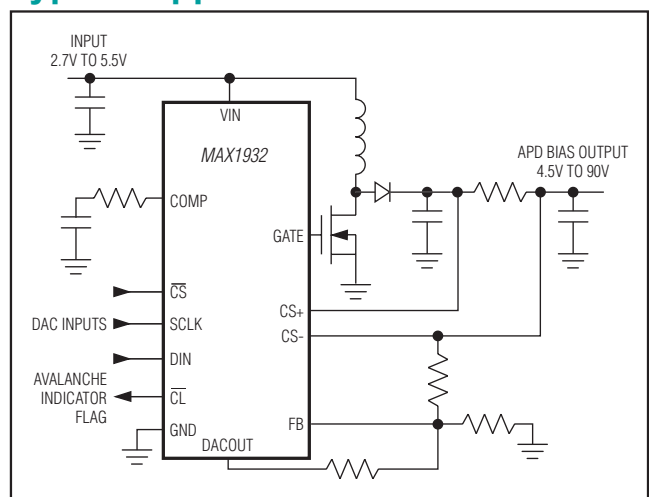 INPUT
2.7V TO 5.5V
VIN
MAX1932
APD BIAS OUTPUT
4.5V TO 90V
COMP
GATE
CS
CS+
DAC INPUTS
SCLK
CS-
DIN
AVALANCHE
INDICATOR
FLAG
CL
FB
GND
DACOUT